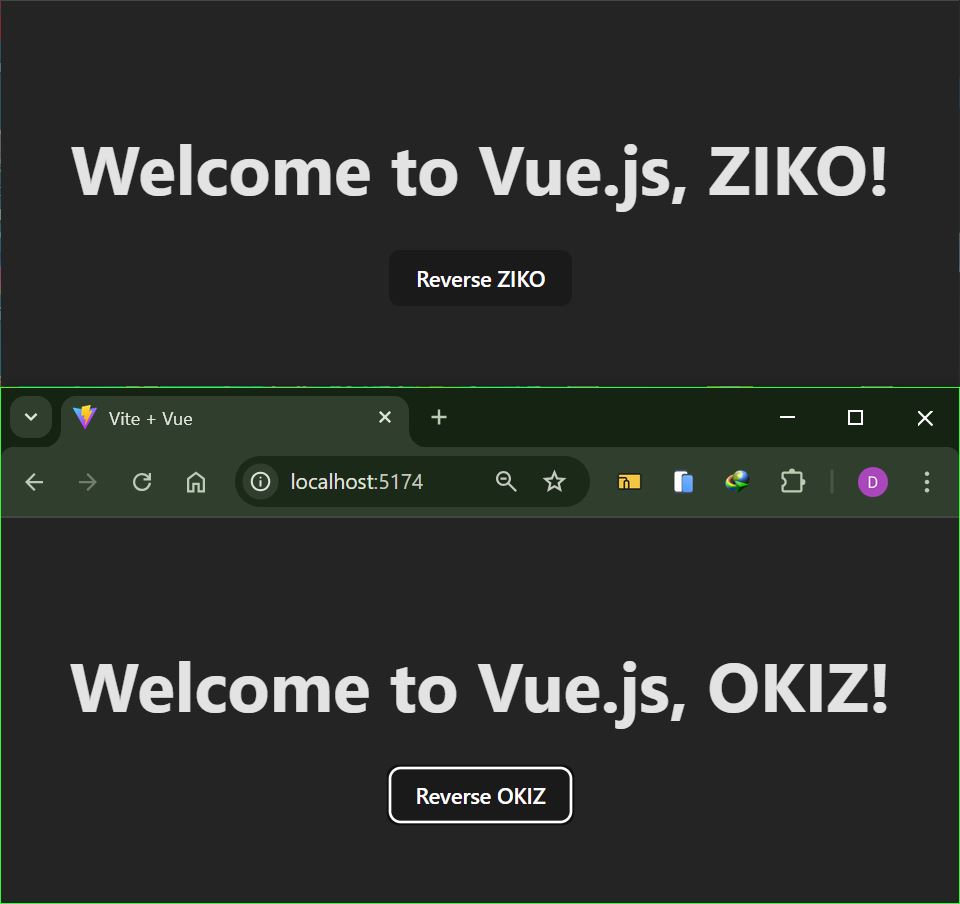 Welcome to Vue.js, ZIKO!
Reverse ZIKO
Vite + Vue
localhost:5174
D
Welcome to Vue.js, OKIZ!
Reverse OKIZ